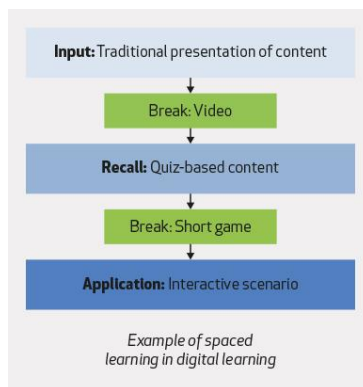 Input: Traditional presentation of content
Break: Video
Recall: Quiz-based content
Break: Short game
Application: Interactive scenario
Example of spaced
learning in digital learning